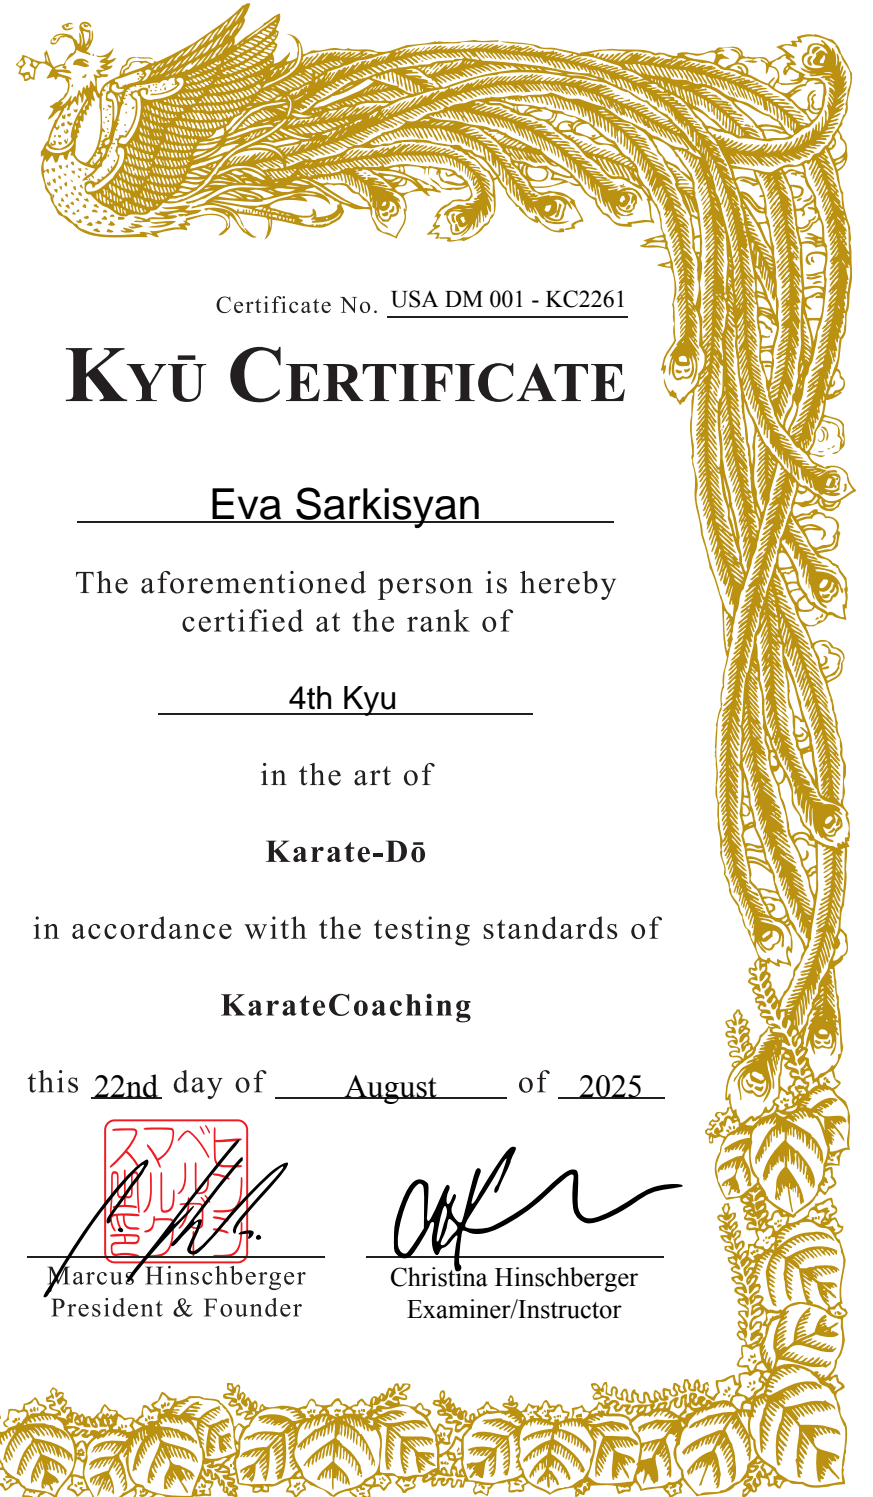 Certificate No. USA DM 001 - KC2261
KYŪ CERTIFICATE
Eva Sarkisyan
The aforementioned person is hereby
certified at the rank of
4th Kyu
in the art of
Karate-Dō
in accordance with the testing standards of
KarateCoaching
this 22nd day of August of 2025
Marcus Hinschberger
President & Founder
Christina Hinschberger
Examiner/Instructor